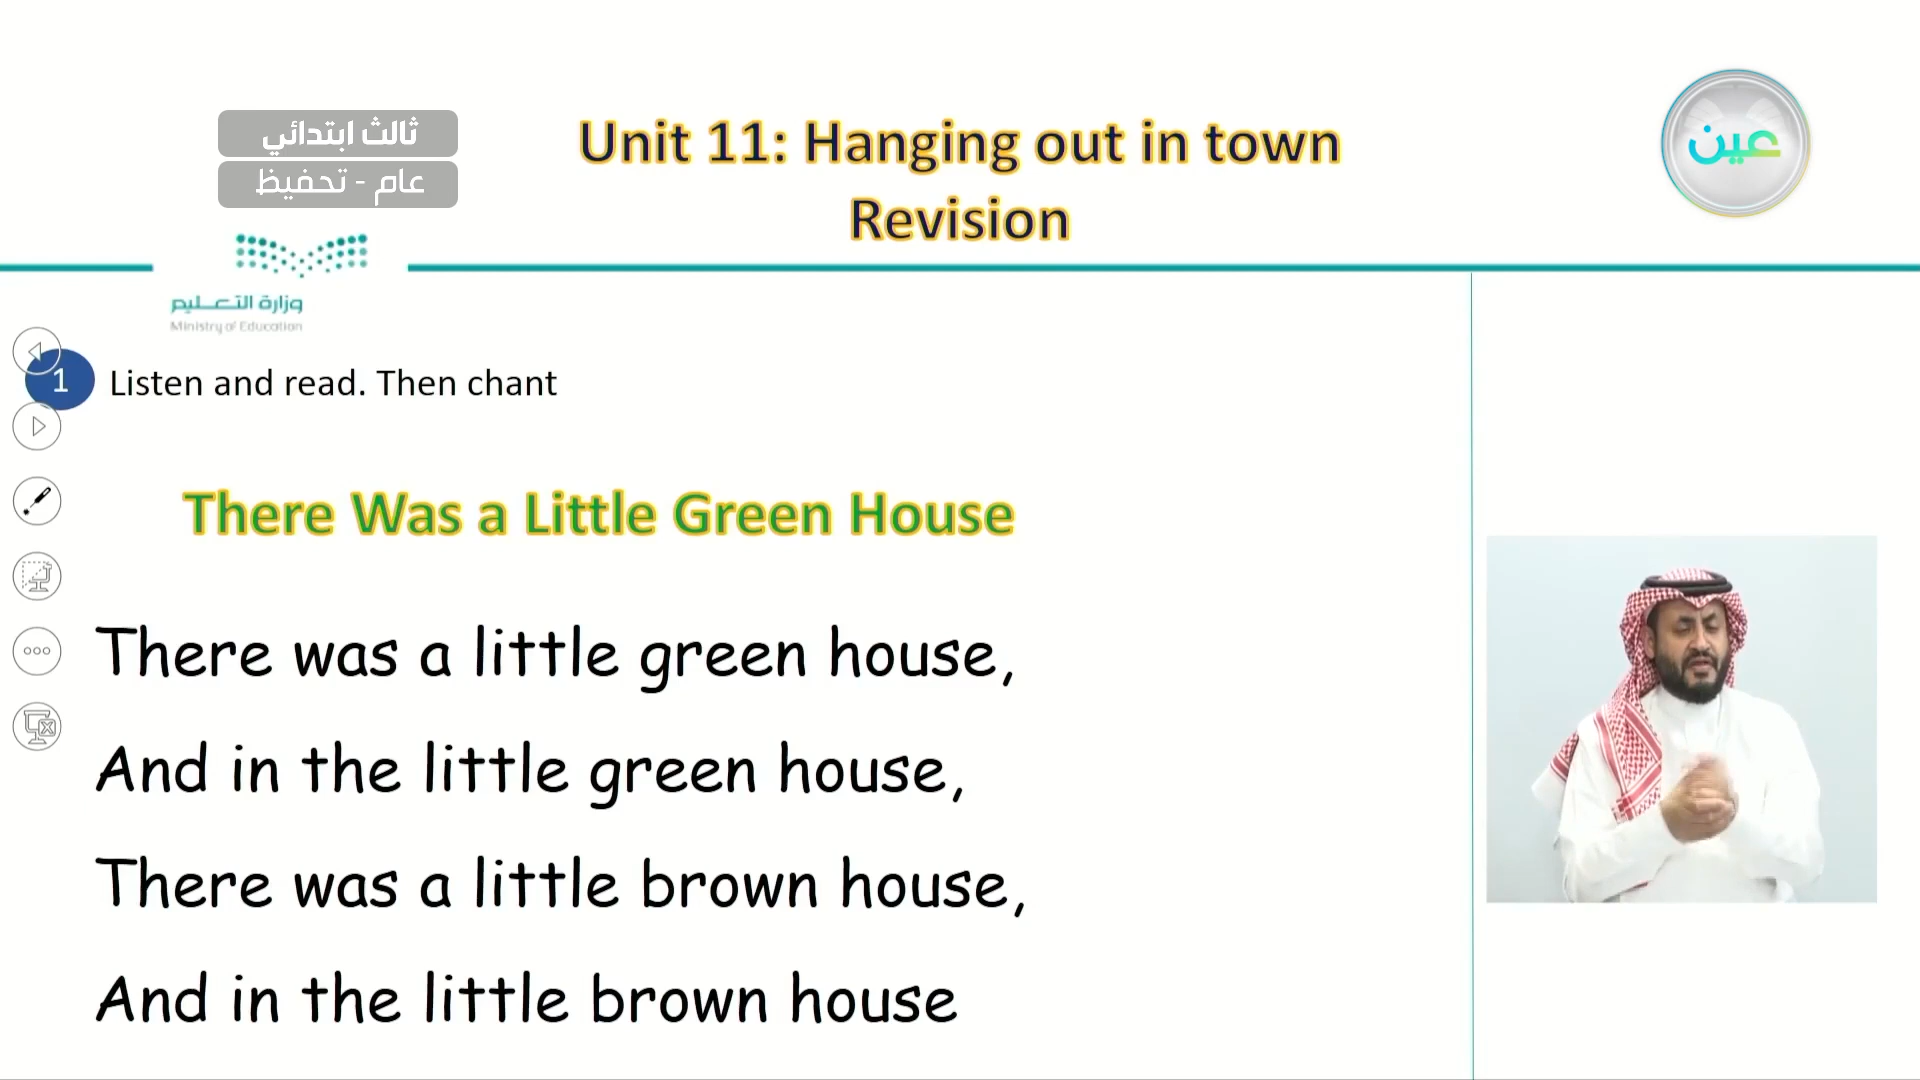 ثالث ابتدائي
عام - تحفيظ
Unit 11: Hanging out in town
Revision
عين
وزارة التعليم
Ministry of Education
1 Listen and read. Then chant
There Was a Little Green House
There was a little green house,
And in the little green house,
There was a little brown house,
And in the little brown house